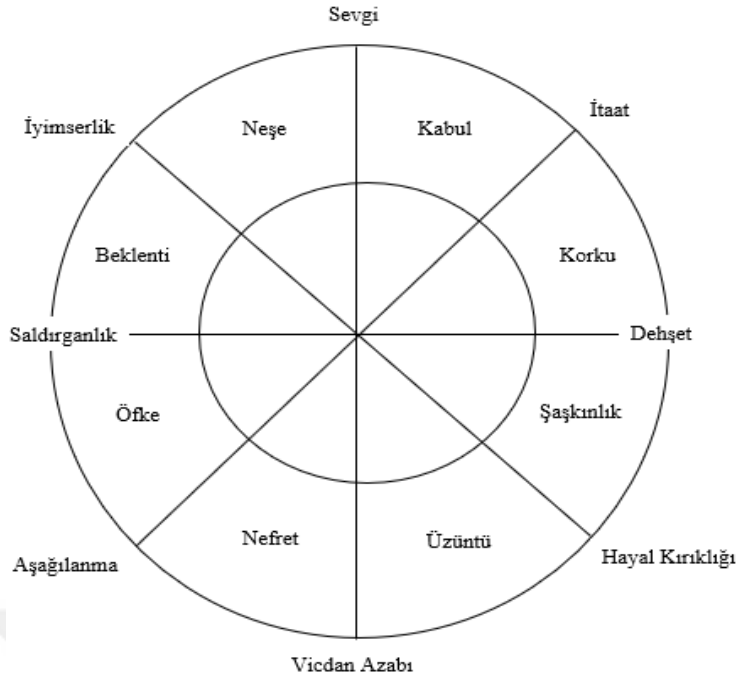 Sevgi
İyimserlik
Neşe
Kabul
İtaat
Beklenti
Korku
Saldırganlık
Dehşet
Öfke
Şaşkınlık
Nefret
Üzüntü
Aşağılanma
Hayal Kırıklığı
Vicdan Azabı